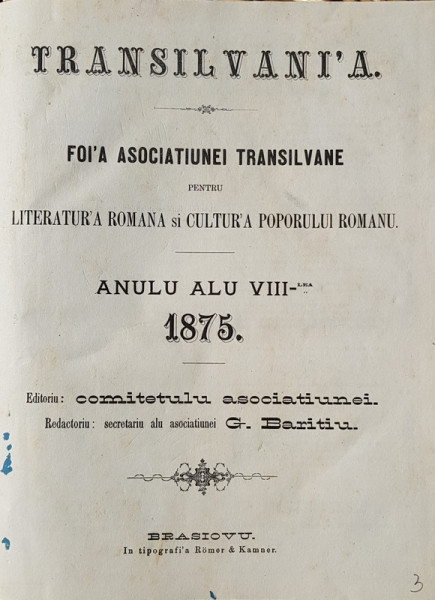 TRANSILVANI'A.
FOI'A ASOCIATIUNEI TRANSILVANE
PENTRU
LITERATUR'A ROMANA si CULTUR'A POPORULUI ROMANU.
ANULU ALU VIII-LEA
1875.
Editoriu: comitetulu asociatiunei.
Redactoriu: secretariu alu asociatiunei G. Baritiu.
BRASIOVU.
In tipografi'a Römer & Kamner.
3